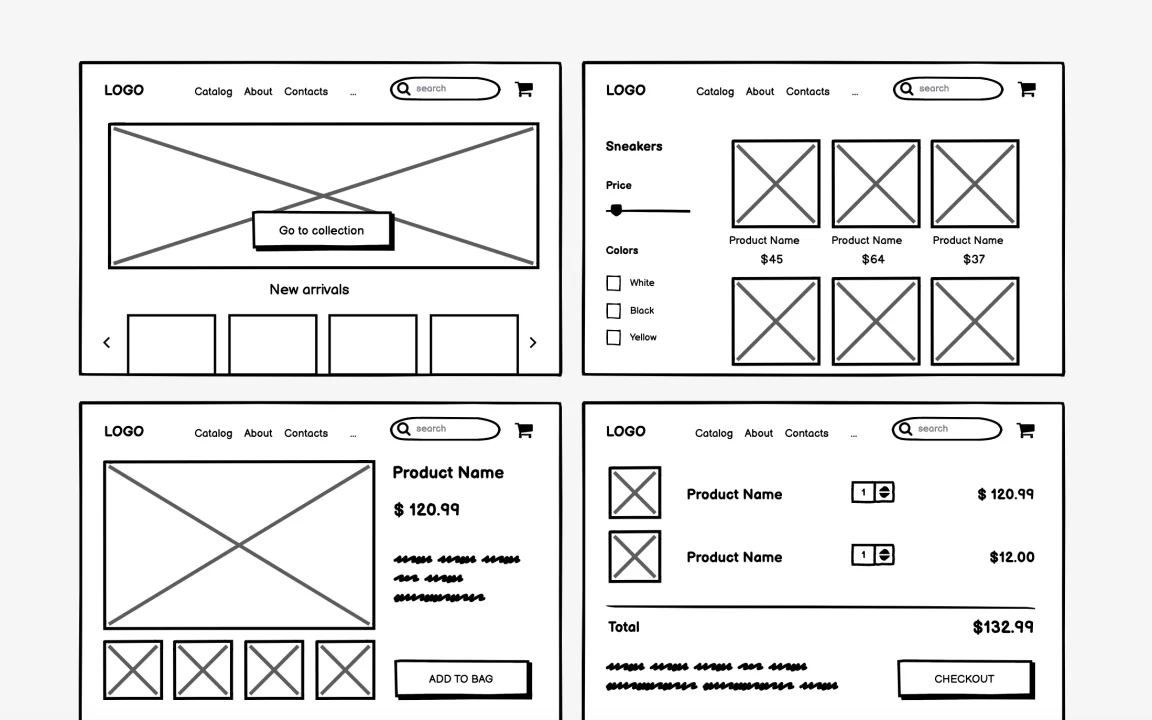 LOGO Catalog About Contacts ... search
Go to collection
New arrivals
LOGO Catalog About Contacts ... search
Sneakers
Price
Colors
White
Black
Yellow
Product Name Product Name Product Name
$45 $64 $37
LOGO Catalog About Contacts ... search
Product Name
$ 120.99
ADD TO BAG
LOGO Catalog About Contacts ... search
Product Name 1 $ 120.99
Product Name 1 $12.00
Total $132.99
CHECKOUT